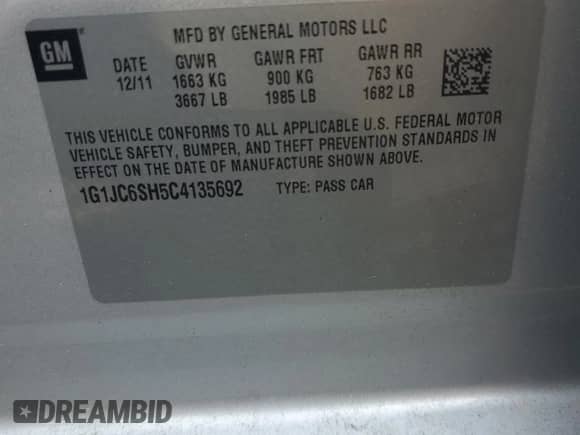 GM
MFD BY GENERAL MOTORS LLC
DATE GVWR GAWR FRT GAWR RR
12/11 1663 KG 900 KG 763 KG
3667 LB 1985 LB 1682 LB
THIS VEHICLE CONFORMS TO ALL APPLICABLE U.S. FEDERAL MOTOR
VEHICLE SAFETY, BUMPER, AND THEFT PREVENTION STANDARDS IN
EFFECT ON THE DATE OF MANUFACTURE SHOWN ABOVE.
1G1JC6SH5C4135692 TYPE: PASS CAR
DREAMBID